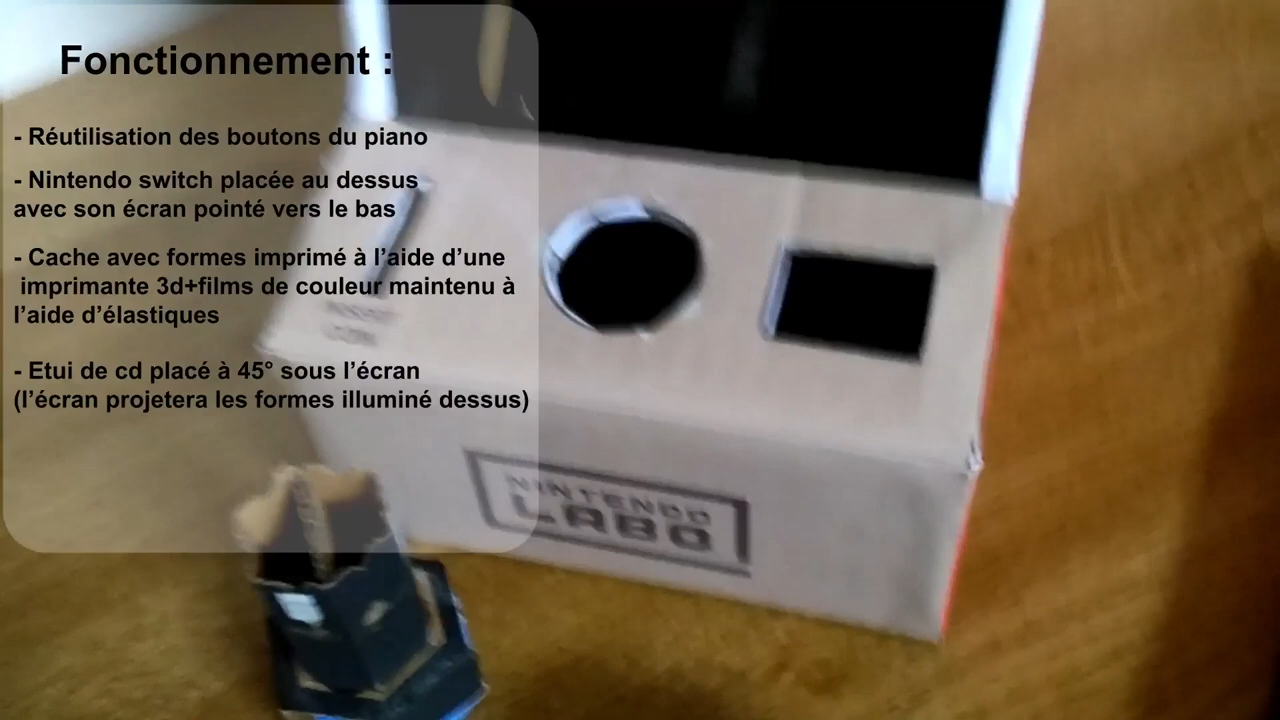 Fonctionnement :
- Réutilisation des boutons du piano
- Nintendo switch placée au dessus
avec son écran pointé vers le bas
- Cache avec formes imprimé à l’aide d’une
imprimante 3d+films de couleur maintenu à
l’aide d’élastiques
- Etui de cd placé à 45° sous l’écran
(l’écran projetera les formes illuminé dessus)
INSERT
COIN
NINTENDO
LABO